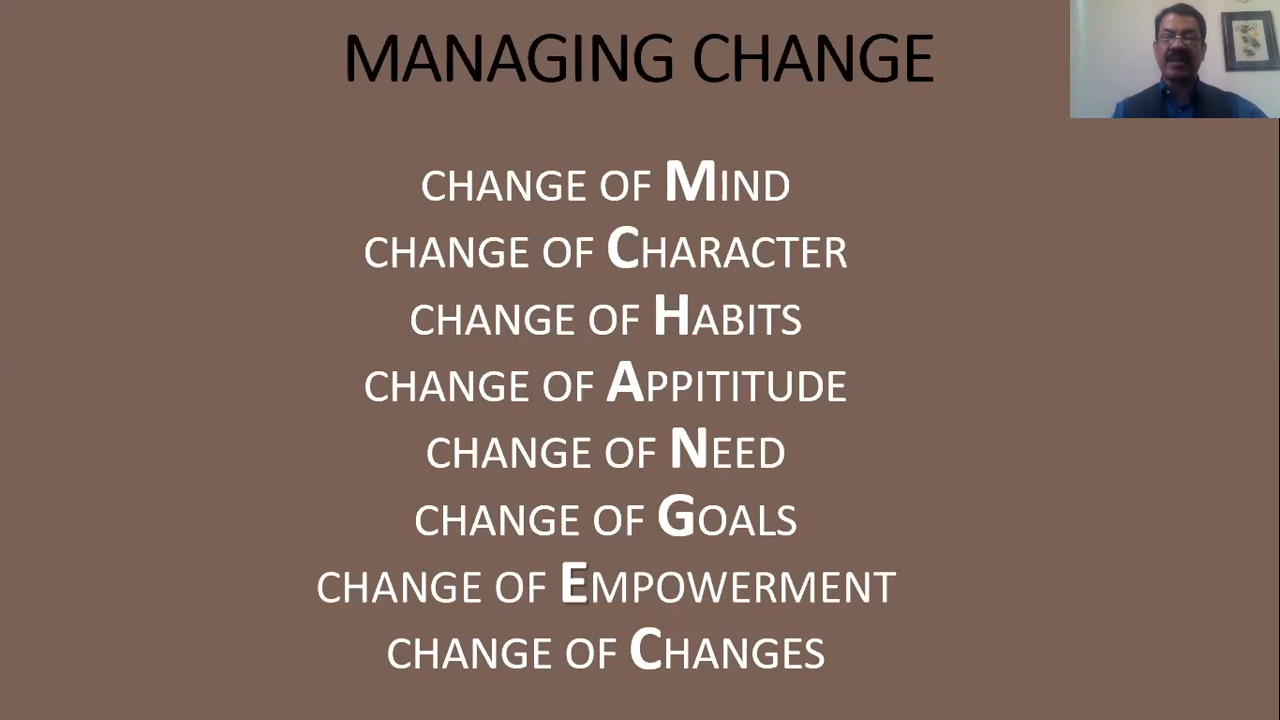 MANAGING CHANGE
CHANGE OF MIND
CHANGE OF CHARACTER
CHANGE OF HABITS
CHANGE OF APPITITUDE
CHANGE OF NEED
CHANGE OF GOALS
CHANGE OF EMPOWERMENT
CHANGE OF CHANGES